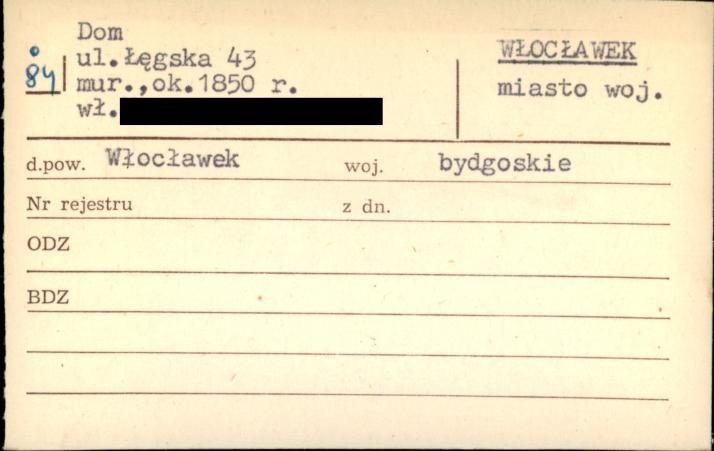 Dom
ul.Łęgska 43
84
mur.,ok.1850 r.
wł.
WŁOCŁAWEK
miasto woj.
d.pow. Włocławek woj. bydgoskie
Nr rejestru z dn.
ODZ
BDZ